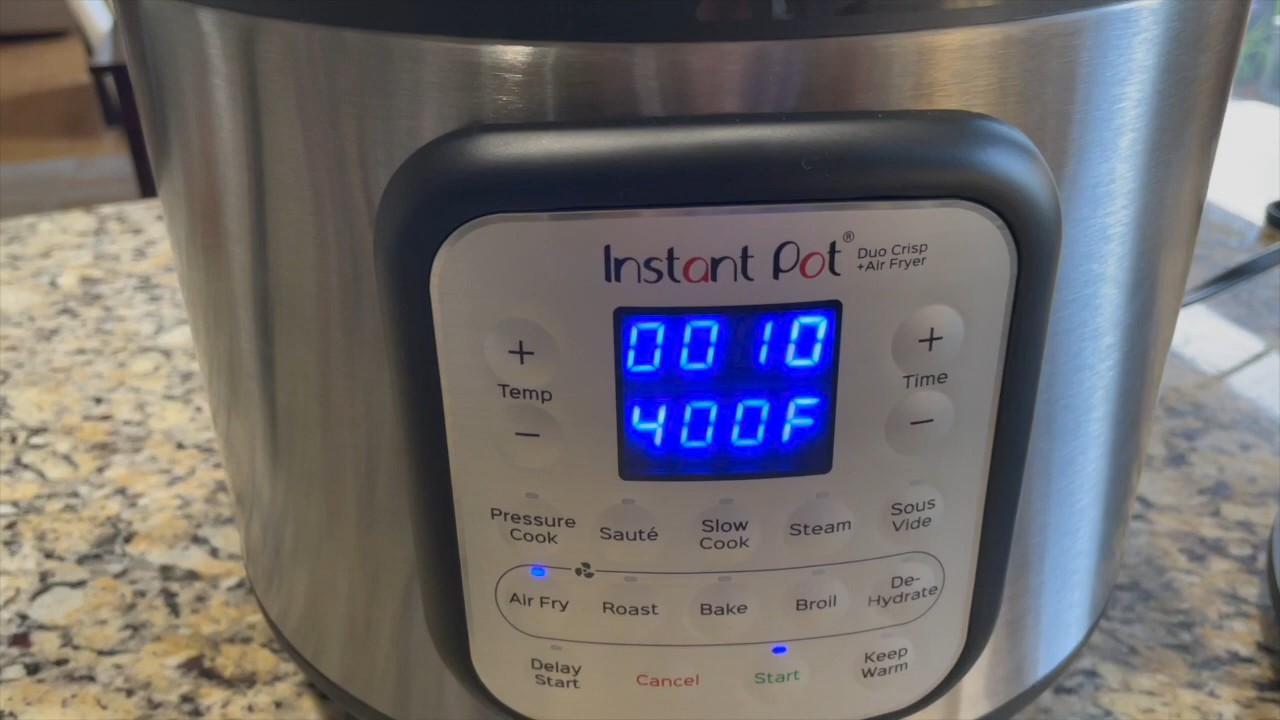 Instant Pot® Duo Crisp
+Air Fryer
00 10
400F
+
Temp
−
+
Time
−
Pressure
Cook
Sauté
Slow
Cook
Steam
Sous
Vide
Air Fry
Roast
Bake
Broil
De-
Hydrate
Delay
Start
Cancel
Start
Keep
Warm